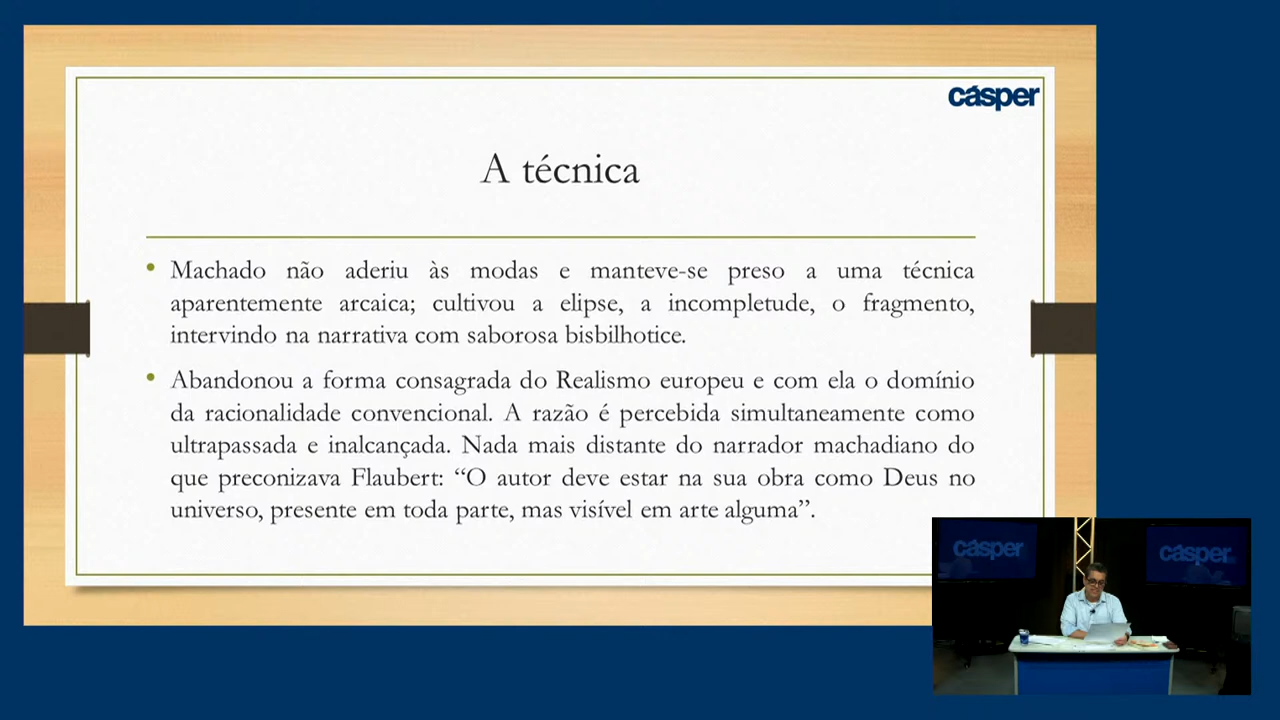 cásper
A técnica
• Machado não aderiu às modas e manteve-se preso a uma técnica
aparentemente arcaica; cultivou a elipse, a incompletude, o fragmento,
intervindo na narrativa com saborosa bisbilhotice.
• Abandonou a forma consagrada do Realismo europeu e com ela o domínio
da racionalidade convencional. A razão é percebida simultaneamente como
ultrapassada e inalcançada. Nada mais distante do narrador machadiano do
que preconizava Flaubert: “O autor deve estar na sua obra como Deus no
universo, presente em toda parte, mas visível em arte alguma”.
cásper
cásper